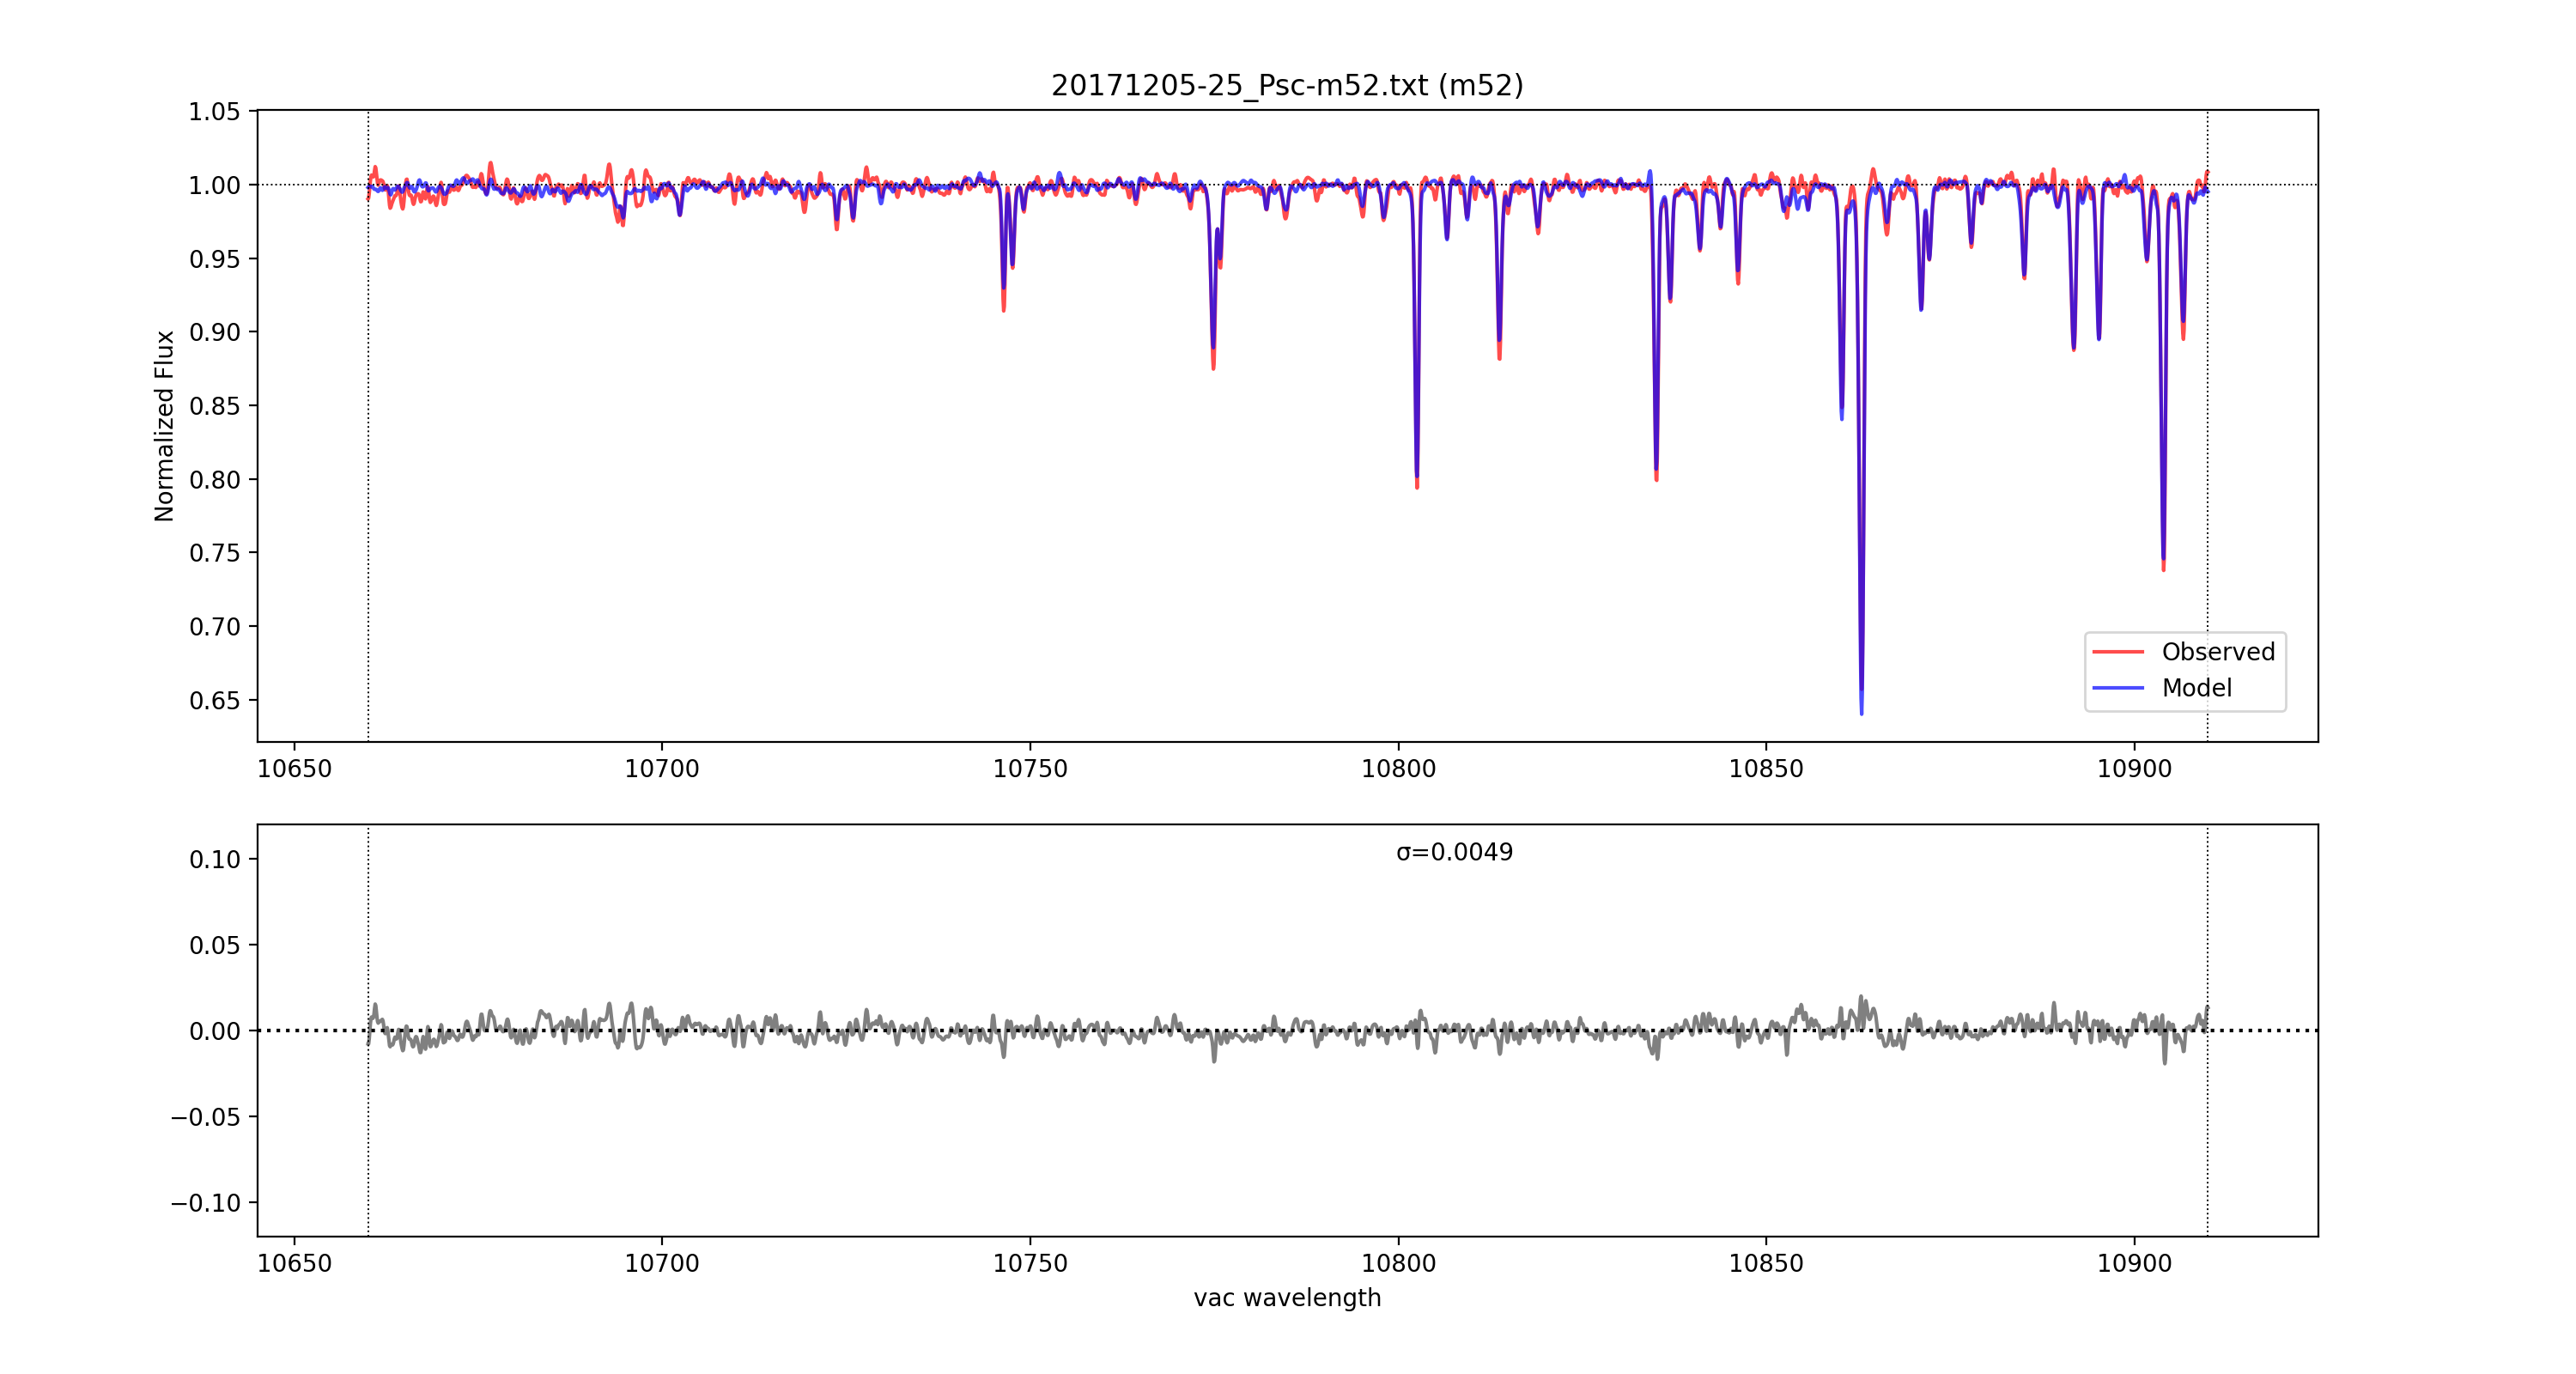 20171205-25_Psc-m52.txt (m52)
1.05
1.00
0.95
0.90
0.85
0.80
0.75
0.70
0.65
Normalized Flux
Observed
Model
10650 10700 10750 10800 10850 10900
σ=0.0049
0.10
0.05
0.00
−0.05
−0.10
10650 10700 10750 10800 10850 10900
vac wavelength